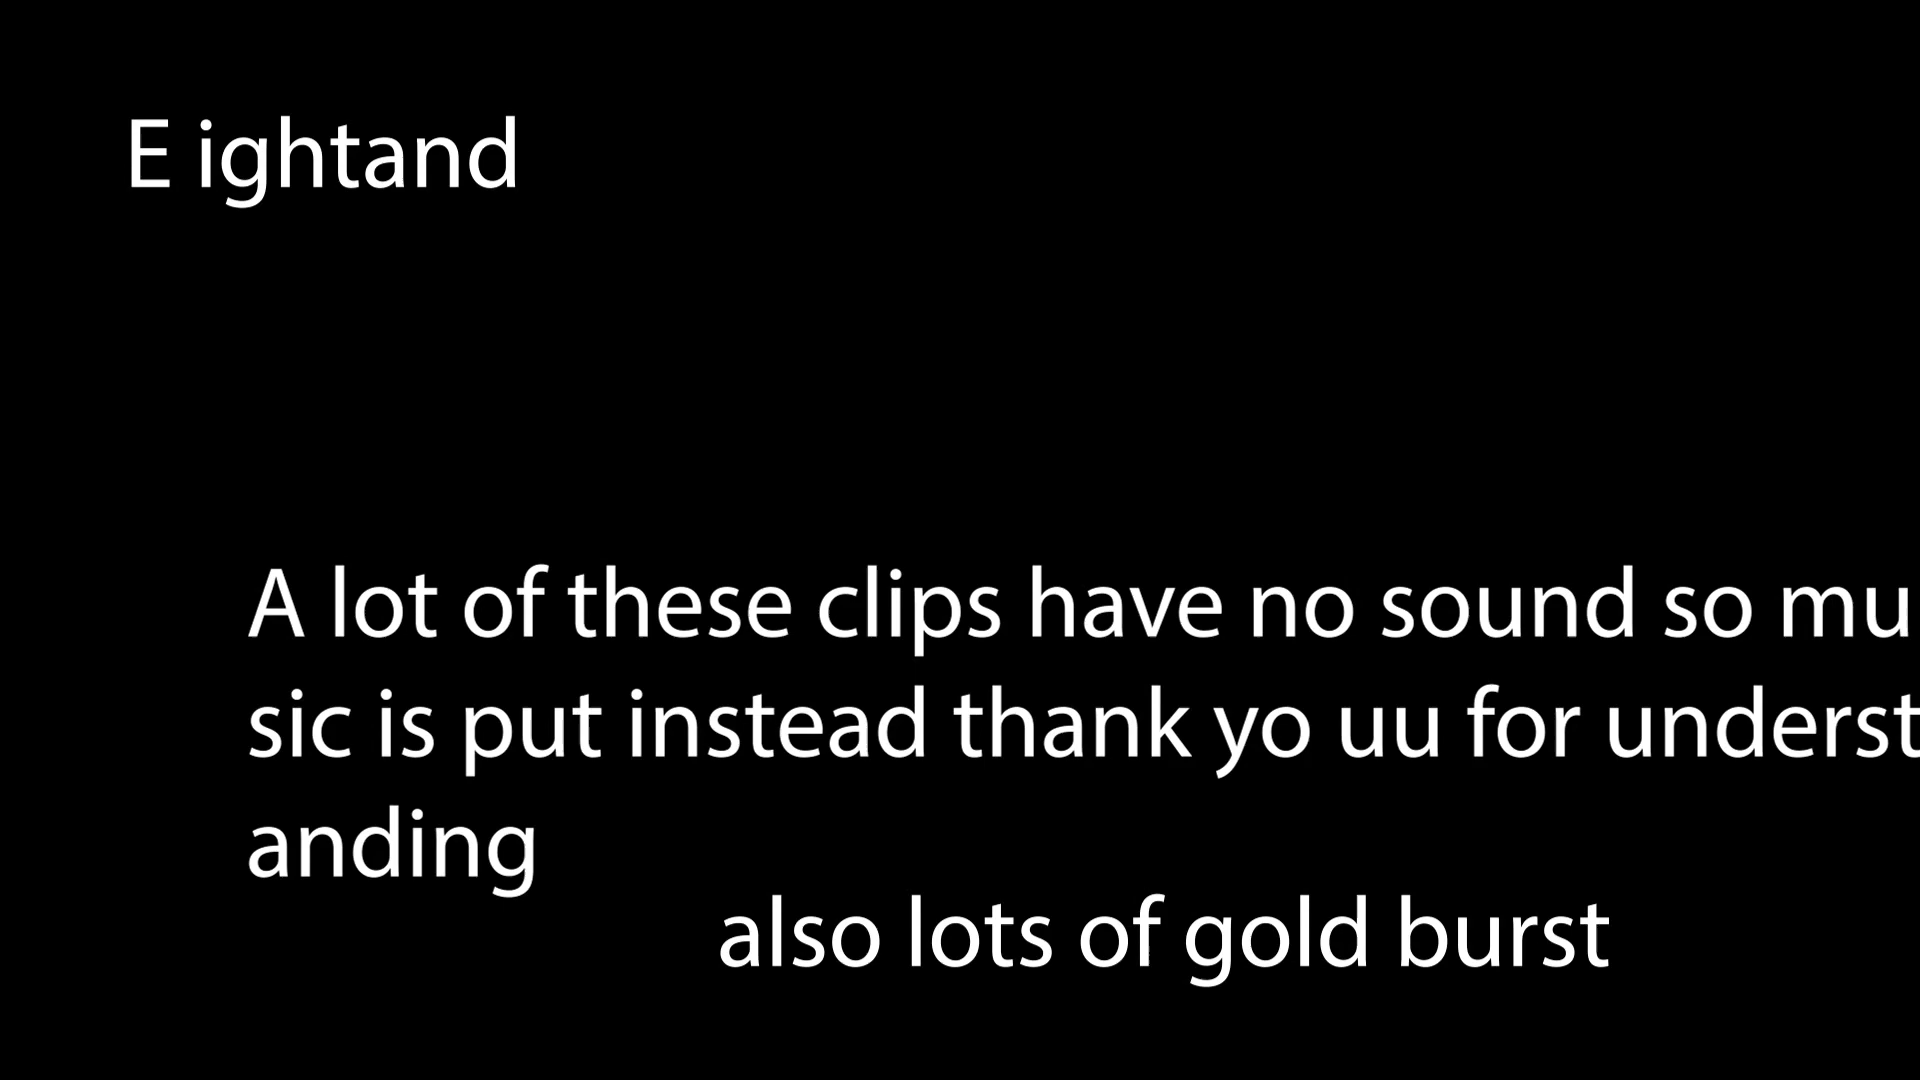 E ightand
A lot of these clips have no sound so mu
sic is put instead thank yo uu for underst
anding
also lots of gold burst